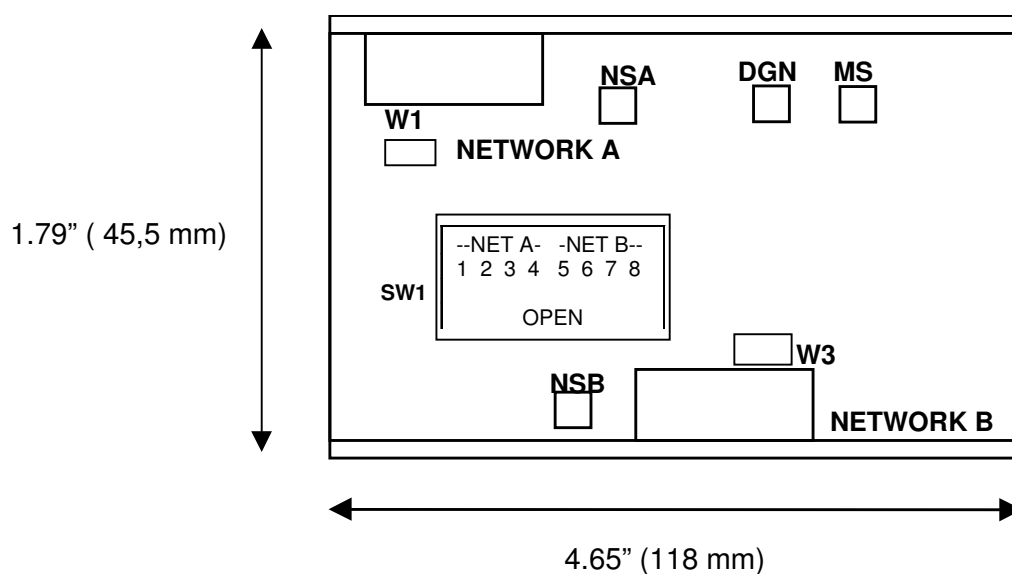 NSA
DGN
MS
W1
NETWORK A
1.79” ( 45,5 mm)
--NET A- -NET B--
1 2 3 4 5 6 7 8
SW1
OPEN
W3
NSB
NETWORK B
4.65” (118 mm)